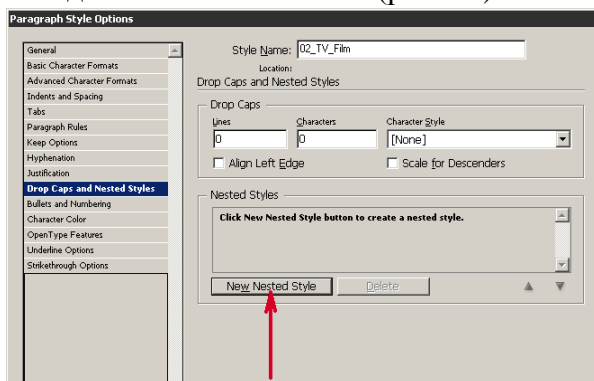 Paragraph Style Options
General
Basic Character Formats
Advanced Character Formats
Indents and Spacing
Tabs
Paragraph Rules
Keep Options
Hyphenation
Justification
Drop Caps and Nested Styles
Bullets and Numbering
Character Color
OpenType Features
Underline Options
Strikethrough Options
Style Name: 02_TV_Film
Location:
Drop Caps and Nested Styles
Drop Caps
Lines Characters Character Style
0 0 [None]
Align Left Edge Scale for Descenders
Nested Styles
Click New Nested Style button to create a nested style.
New Nested Style Delete